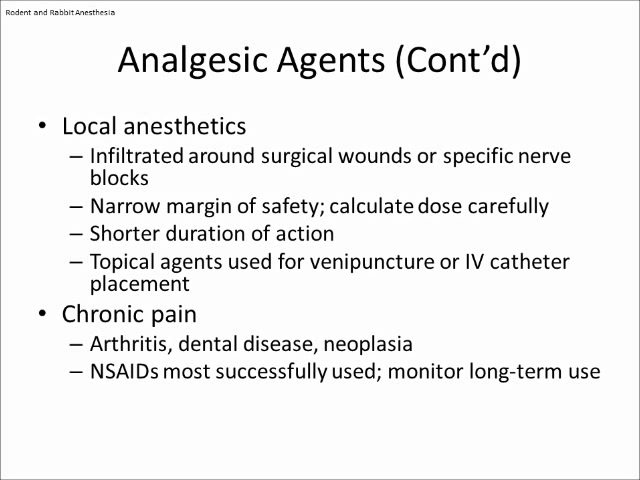 Rodent and Rabbit Anesthesia
Analgesic Agents (Cont’d)
• Local anesthetics
– Infiltrated around surgical wounds or specific nerve
blocks
– Narrow margin of safety; calculate dose carefully
– Shorter duration of action
– Topical agents used for venipuncture or IV catheter
placement
• Chronic pain
– Arthritis, dental disease, neoplasia
– NSAIDs most successfully used; monitor long-term use